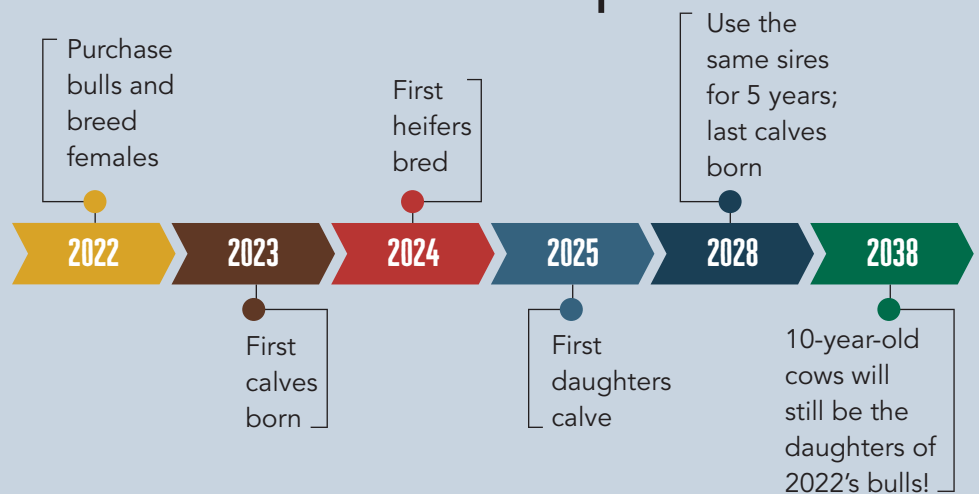 Purchase
bulls and
breed
females
First
heifers
bred
Use the
same sires
for 5 years;
last calves
born
2022
2023
2024
2025
2028
2038
First
calves
born
First
daughters
calve
10-year-old
cows will
still be the
daughters of
2022's bulls!